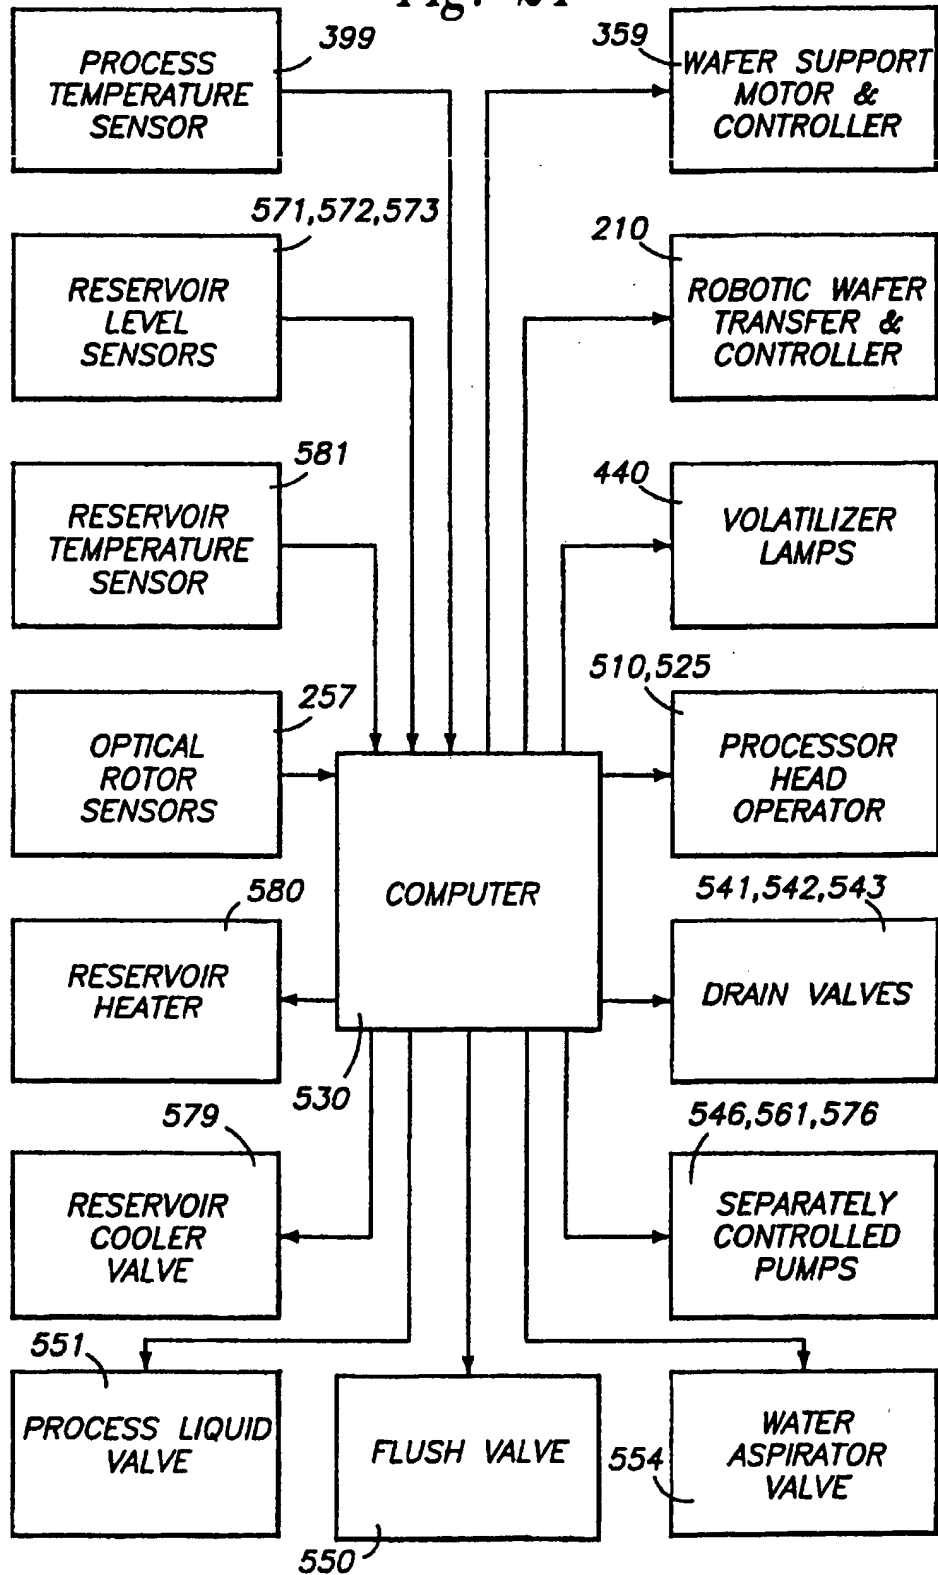 399
PROCESS
TEMPERATURE
SENSOR
359
WAFER SUPPORT
MOTOR &
CONTROLLER
571,572,573
RESERVOIR
LEVEL
SENSORS
210
ROBOTIC WAFER
TRANSFER &
CONTROLLER
581
RESERVOIR
TEMPERATURE
SENSOR
440
VOLATILIZER
LAMPS
257
OPTICAL
ROTOR
SENSORS
510,525
PROCESSOR
HEAD
OPERATOR
COMPUTER
530
580
RESERVOIR
HEATER
541,542,543
DRAIN VALVES
579
RESERVOIR
COOLER
VALVE
546,561,576
SEPARATELY
CONTROLLED
PUMPS
551
PROCESS LIQUID
VALVE
FLUSH VALVE
550
WATER
ASPIRATOR
VALVE
554